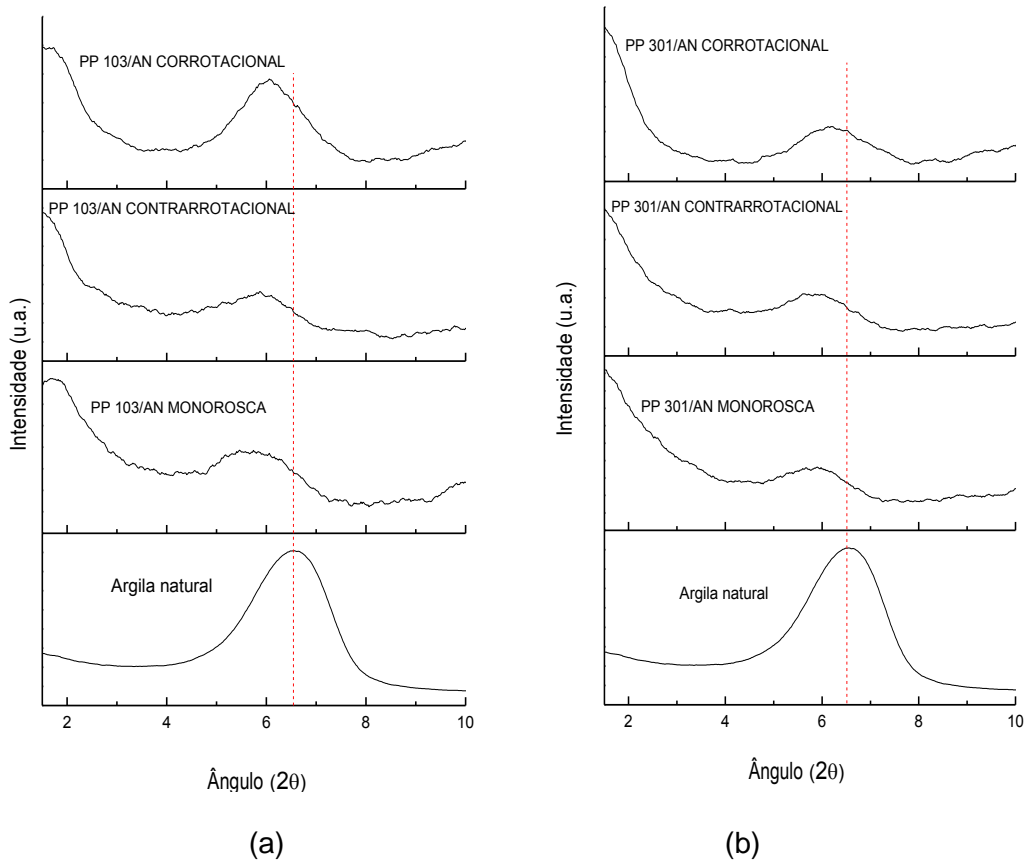 PP 103/AN CORROTACIONAL
PP 103/AN CONTRARROTACIONAL
PP 103/AN MONOROSCA
Argila natural
Intensidade (u.a.)
2 4 6 8 10
Ângulo (2θ)
(a)
PP 301/AN CORROTACIONAL
PP 301/AN CONTRARROTACIONAL
PP 301/AN MONOROSCA
Argila natural
Intensidade (u.a.)
2 4 6 8 10
Ângulo (2θ)
(b)